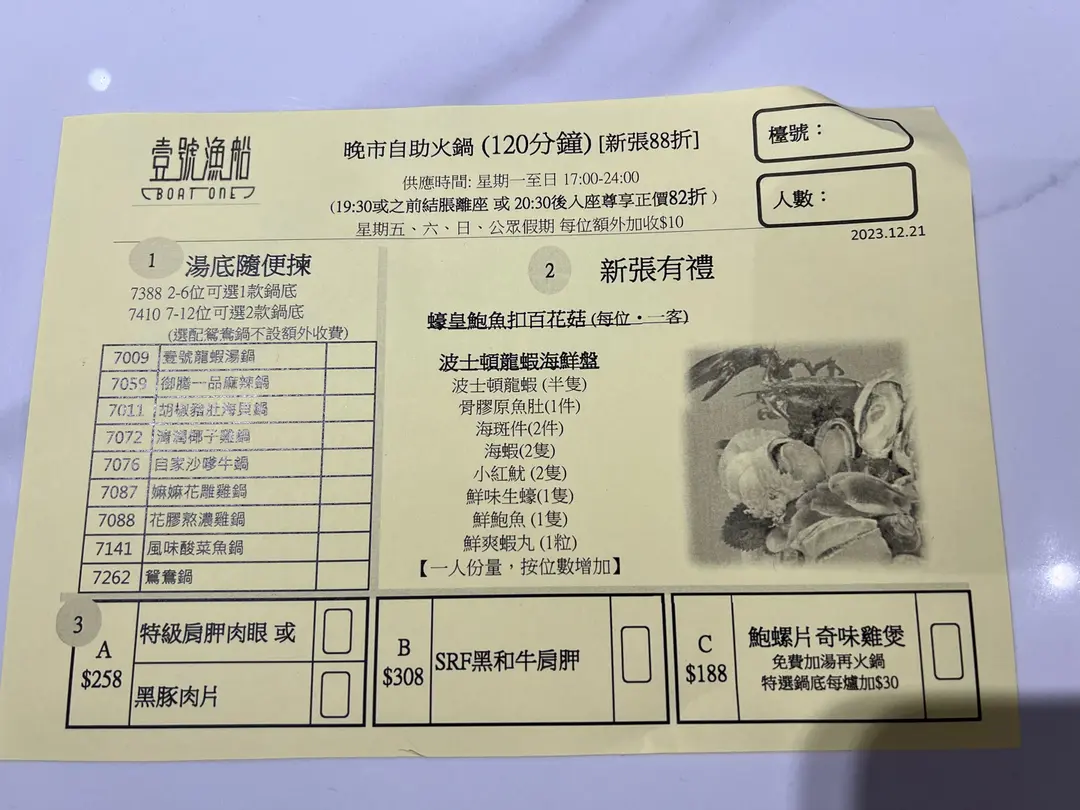 壹號漁船
BOAT ONE
晚市自助火鍋 (120分鐘) [新張88折]
供應時間: 星期一至日 17:00-24:00
(19:30或之前結賬離座 或 20:30後入座尊享正價82折 )
星期五、六、日、公眾假期 每位額外加收$10
檯號：
人數：
2023.12.21
1 湯底隨便揀
7388 2-6位可選1款鍋底
7410 7-12位可選2款鍋底
(選配鴛鴦鍋不設額外收費)
7009 壹號龍蝦湯鍋
7059 御膳一品麻辣鍋
7011 胡椒豬肚海貝鍋
7072 清潤椰子雞鍋
7076 自家沙嗲牛鍋
7087 嫲嫲花雕雞鍋
7088 花膠熬濃雞鍋
7141 風味酸菜魚鍋
7262 鴛鴦鍋
2 新張有禮
蠔皇鮑魚扣百花菇 (每位・一客)
波士頓龍蝦海鮮盤
波士頓龍蝦 (半隻)
骨膠原魚肚(1件)
海斑件(2件)
海蝦(2隻)
小紅魷 (2隻)
鮮味生蠔(1隻)
鮮鮑魚 (1隻)
鮮爽蝦丸 (1粒)
【一人份量，按位數增加】
3
A
$258
特級肩胛肉眼 或
黑豚肉片
B
$308
SRF黑和牛肩胛
C
$188
鮑螺片奇味雞煲
免費加湯再火鍋
特選鍋底每爐加$30